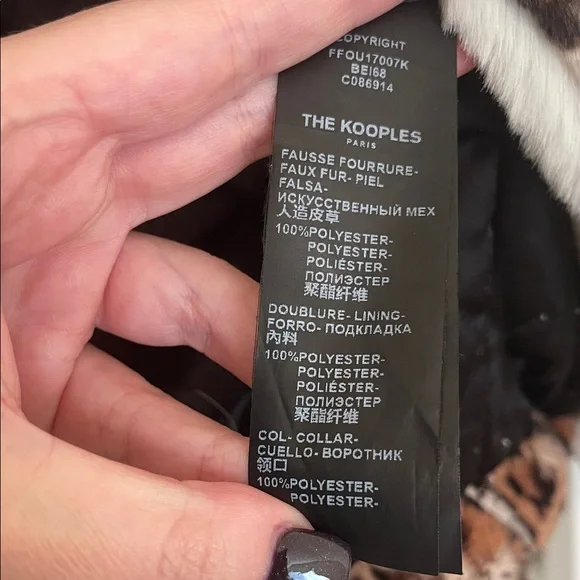 COPYRIGHT
FFOU17007K
BEI68
C086914
THE KOOPLES
PARIS
FAUSSE FOURRURE-
FAUX FUR- PIEL
FALSA-
ИСКУССТВЕННЫЙ МЕХ
人造皮草
100%POLYESTER-
POLYESTER-
POLIÉSTER-
ПОЛИЭСТЕР
聚酯纤维
DOUBLURE- LINING-
FORRO- ПОДКЛАДКА
內料
100%POLYESTER-
POLYESTER-
POLIÉSTER-
ПОЛИЭСТЕР
聚酯纤维
COL- COLLAR-
CUELLO- ВОРОТНИК
领口
100%POLYESTER-
POLYESTER-